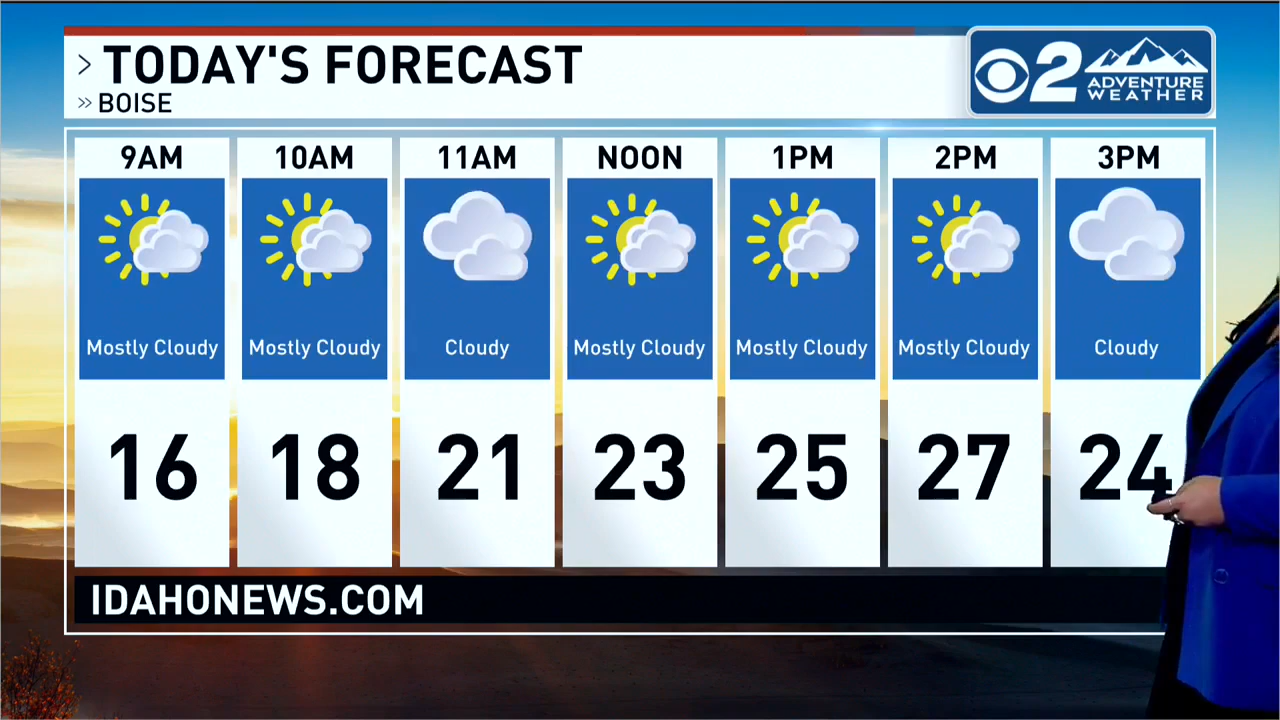 > TODAY'S FORECAST
» BOISE
2 ADVENTURE WEATHER
9AM 10AM 11AM NOON 1PM 2PM 3PM
Mostly Cloudy Mostly Cloudy Cloudy Mostly Cloudy Mostly Cloudy Mostly Cloudy Cloudy
16 18 21 23 25 27 24
IDAHONEWS.COM